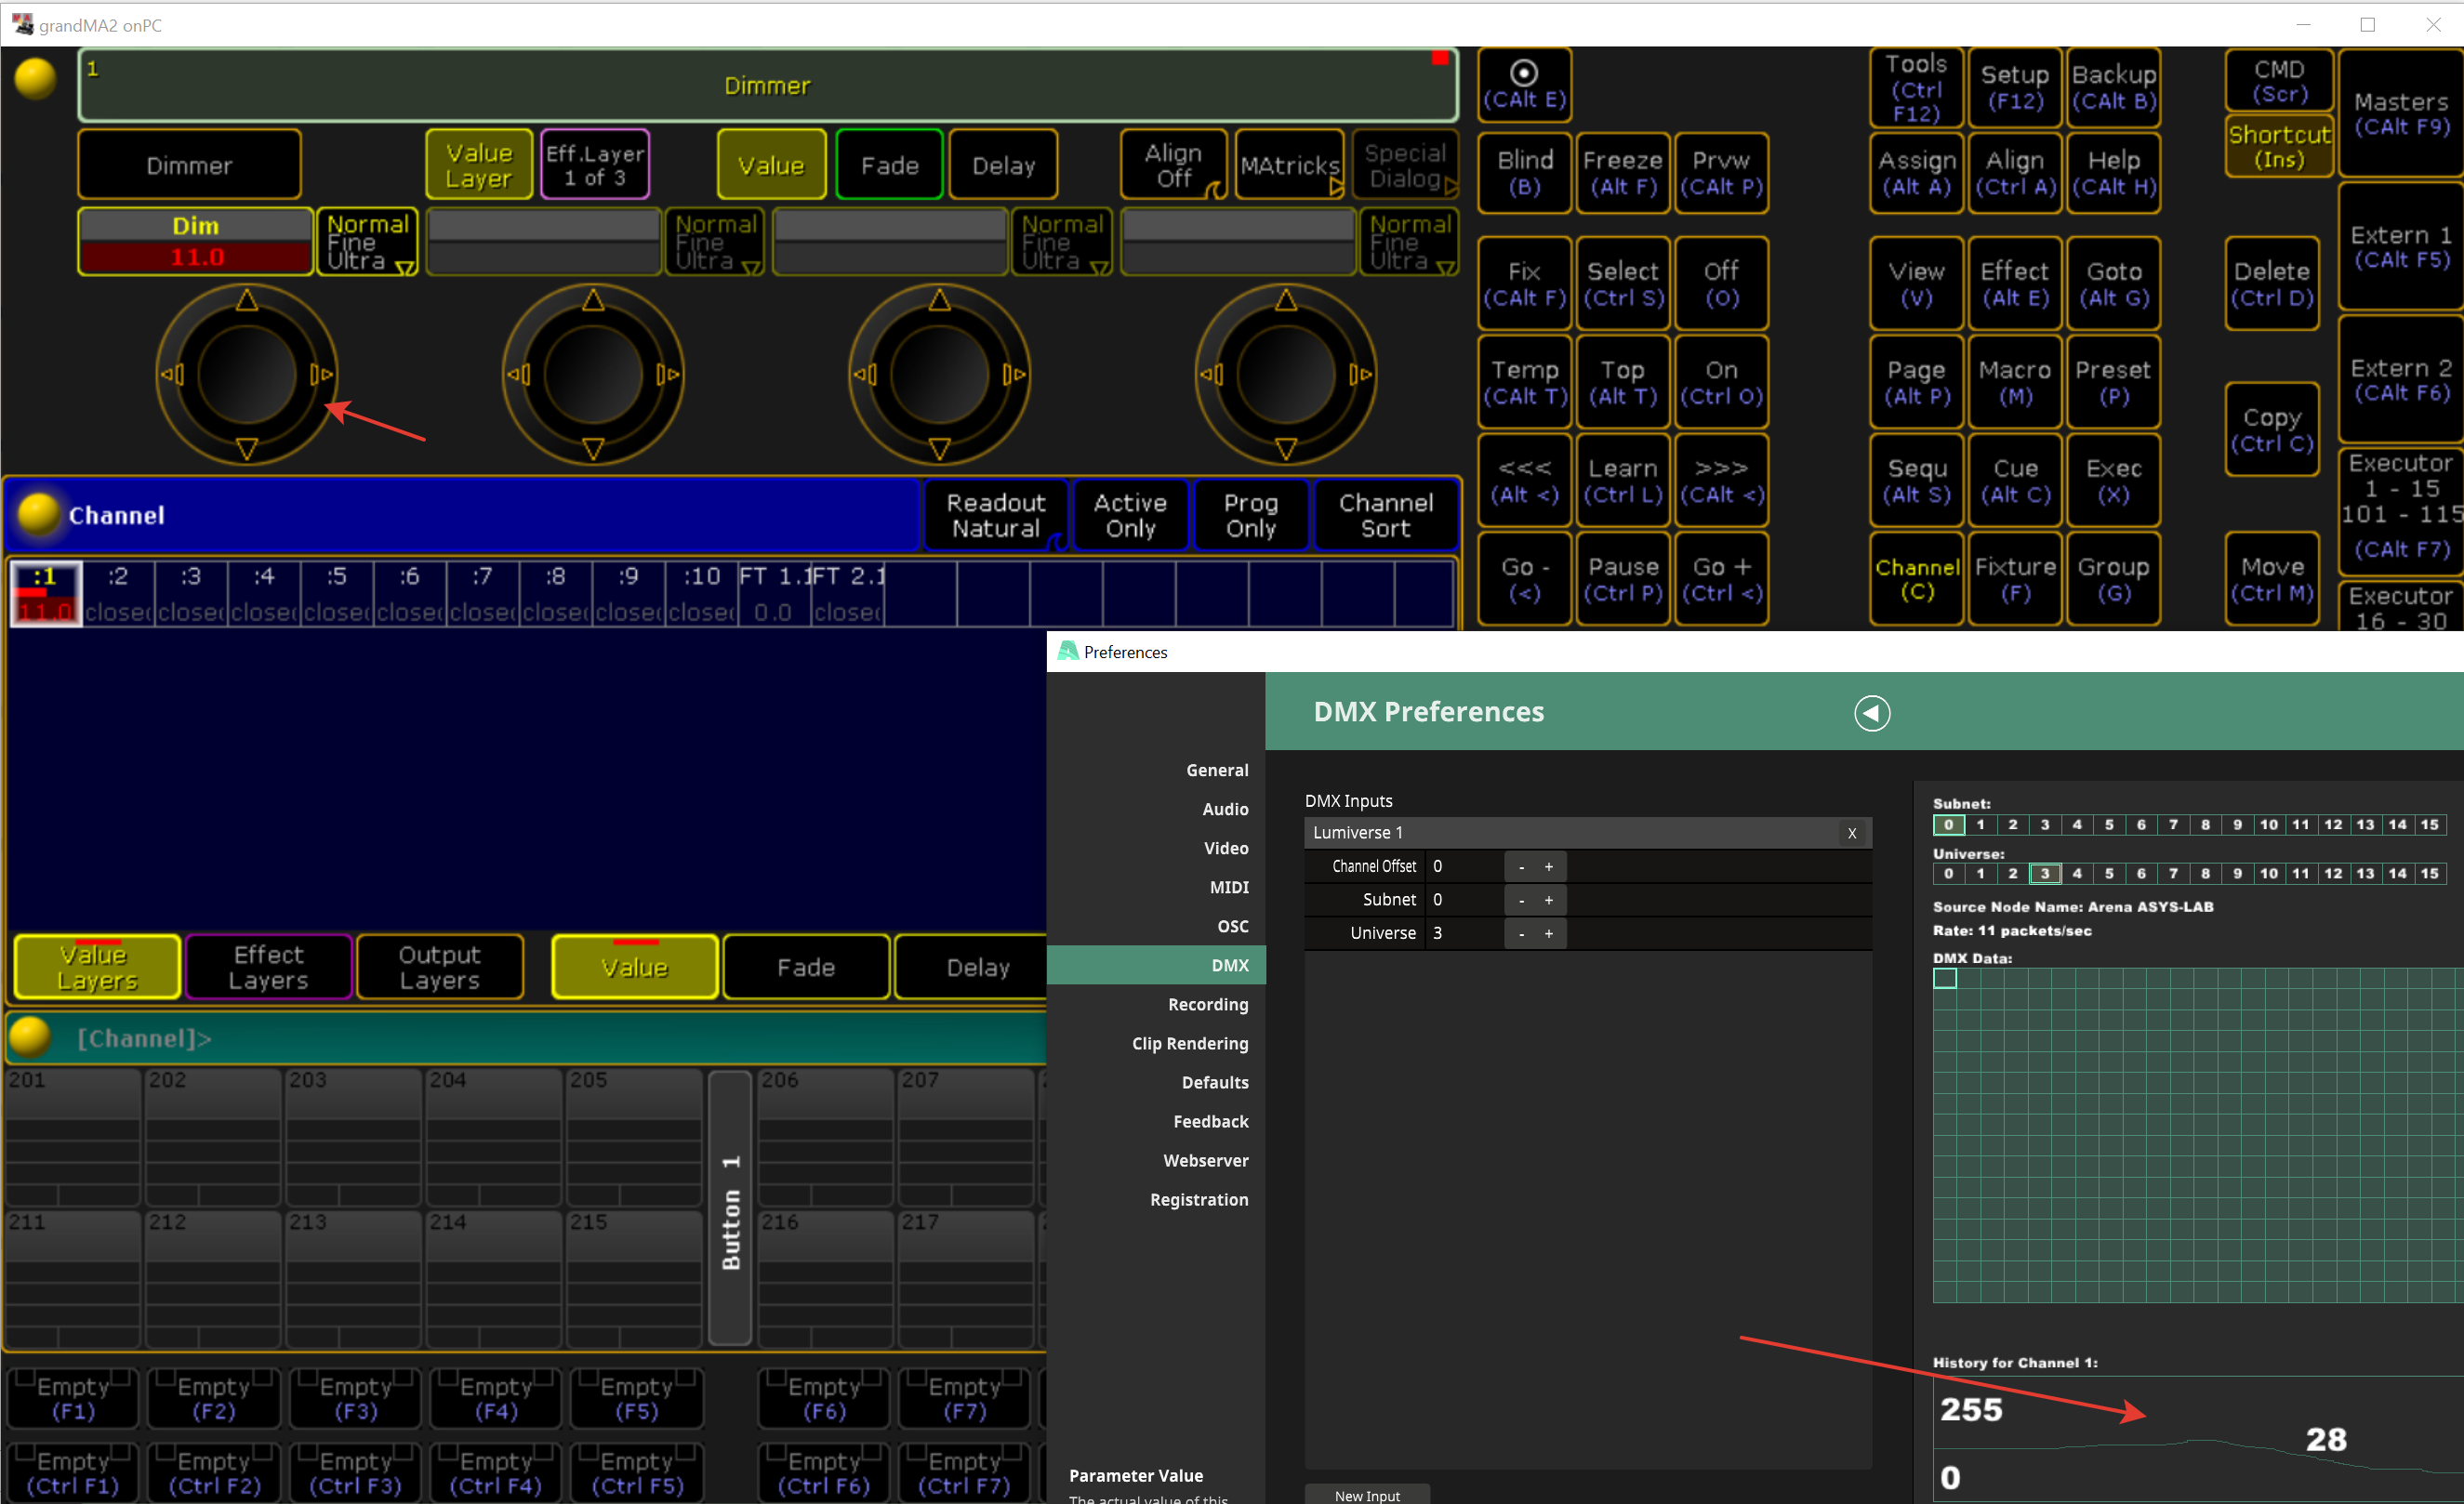 grandMA2 onPC
1
Dimmer
Dimmer
Value
Layer
Eff.Layer
1 of 3
Value
Fade
Delay
Align
Off
MAtricks
Special
Dialog
Dim
11.0
Normal
Fine
Ultra
Normal
Fine
Ultra
Normal
Fine
Ultra
Normal
Fine
Ultra
(CAlt E)
Tools
(Ctrl
F12)
Setup
(F12)
Backup
(CAlt B)
CMD
(Scr)
Shortcut
(Ins)
Masters
(CAlt F9)
Blind
(B)
Freeze
(Alt F)
Prvw
(CAlt P)
Assign
(Alt A)
Align
(Ctrl A)
Help
(CAlt H)
Extern 1
(CAlt F5)
Fix
(CAlt F)
Select
(Ctrl S)
Off
(O)
View
(V)
Effect
(Alt E)
Goto
(Alt G)
Delete
(Ctrl D)
Extern 2
(CAlt F6)
Temp
(CAlt T)
Top
(Alt T)
On
(Ctrl O)
Page
(Alt P)
Macro
(M)
Preset
(P)
Copy
(Ctrl C)
<<<
(Alt <)
Learn
(Ctrl L)
>>>
(CAlt <)
Sequ
(Alt S)
Cue
(Alt C)
Exec
(X)
Executor
1 - 15
101 - 115
(CAlt F7)
Go -
(<)
Pause
(Ctrl P)
Go +
(Ctrl <)
Channel
(C)
Fixture
(F)
Group
(G)
Move
(Ctrl M)
Executor
16 - 30
Channel
Readout
Natural
Active
Only
Prog
Only
Channel
Sort
:1 :2 :3 :4 :5 :6 :7 :8 :9 :10 FT 1.1 FT 2.1
11.0 close close close close close close close close close 0.0 close
Value
Layers
Effect
Layers
Output
Layers
Value
Fade
Delay
[Channel]>
201 202 203 204 205 206 207
211 212 213 214 215 216 217
Button 1
Empty
(F1)
Empty
(F2)
Empty
(F3)
Empty
(F4)
Empty
(F5)
Empty
(F6)
Empty
(F7)
Empty
(Ctrl F1)
Empty
(Ctrl F2)
Empty
(Ctrl F3)
Empty
(Ctrl F4)
Empty
(Ctrl F5)
Empty
(Ctrl F6)
Empty
(Ctrl F7)
Preferences
DMX Preferences
General
Audio
Video
MIDI
OSC
DMX
Recording
Clip Rendering
Defaults
Feedback
Webserver
Registration
Parameter Value
The actual value of this
DMX Inputs
Lumiverse 1 X
Channel Offset 0 - +
Subnet 0 - +
Universe 3 - +
New Input
Subnet:
0 1 2 3 4 5 6 7 8 9 10 11 12 13 14 15
Universe:
0 1 2 3 4 5 6 7 8 9 10 11 12 13 14 15
Source Node Name: Arena ASYS-LAB
Rate: 11 packets/sec
DMX Data:
History for Channel 1:
255
28
0